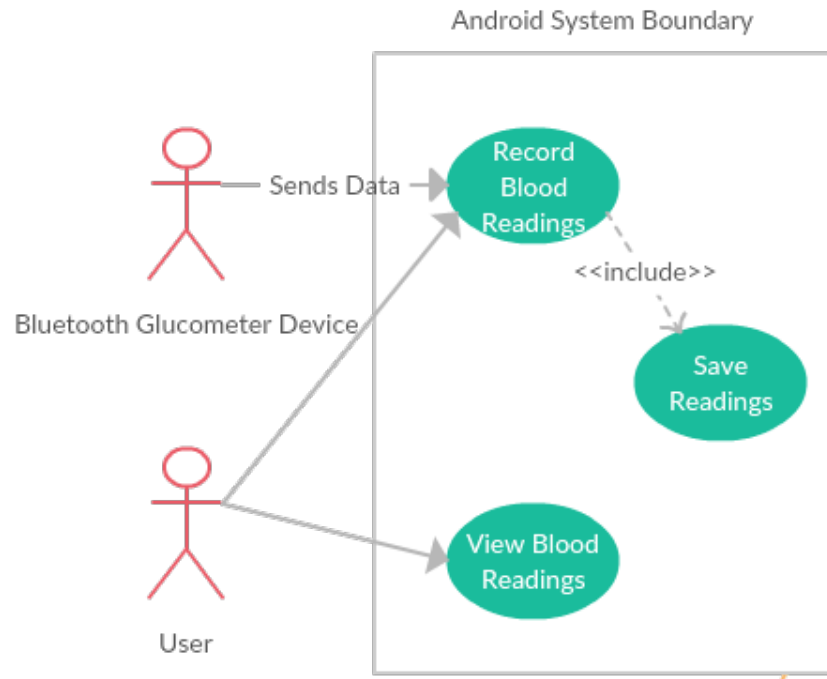 Android System Boundary
Record
Blood
Readings
Sends Data
<<include>>
Bluetooth Glucometer Device
Save
Readings
View Blood
Readings
User